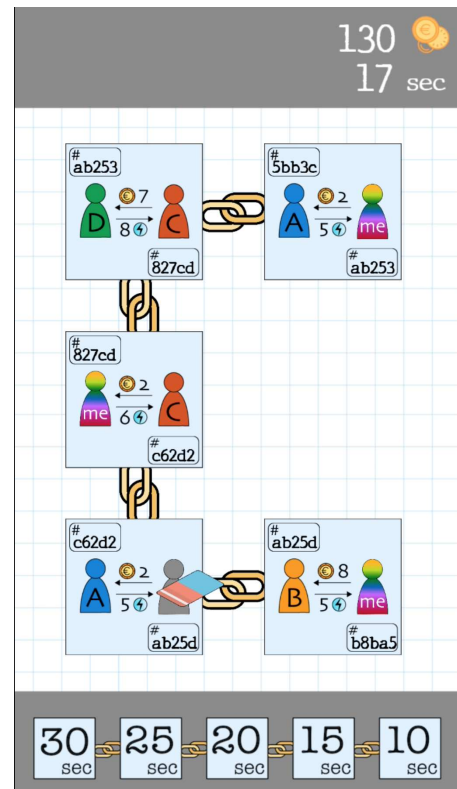 130 €
17 sec
#
ab253
€ 7
D C
8
#
827cd
#
5bb3c
€ 2
A me
5
#
ab253
#
827cd
€ 2
me C
6
#
c62d2
#
c62d2
€ 2
A
5
#
ab25d
#
ab25d
€ 8
B me
5
#
b8ba5
30 25 20 15 10
sec sec sec sec sec